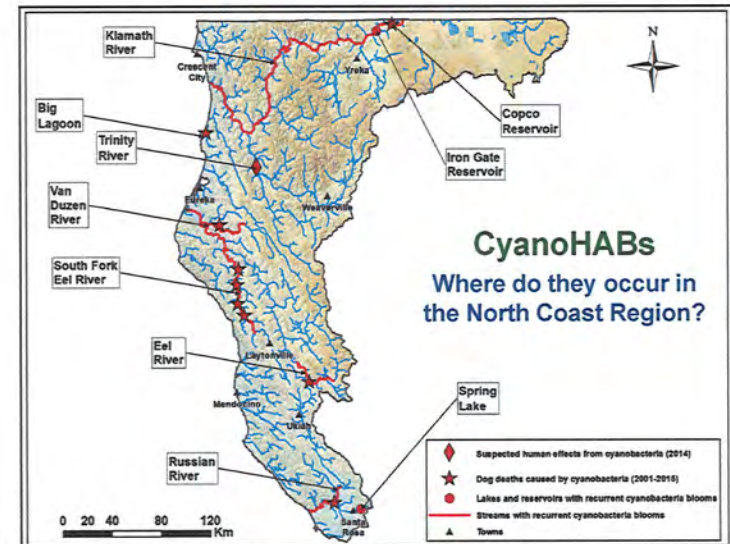 Klamath
River
Crescent
City
Yreka
N
Big
Lagoon
Copco
Reservoir
Trinity
River
Iron Gate
Reservoir
Van
Duzen
River
Eureka
Weaverville
CyanoHABs
Where do they occur in
the North Coast Region?
South Fork
Eel River
Eel
River
Laytonville
Mendocino
Ukiah
Spring
Lake
Russian
River
Santa
Rosa
Suspected human effects from cyanobacteria (2014)
Dog deaths caused by cyanobacteria (2001-2015)
Lakes and reservoirs with recurrent cyanobacteria blooms
Streams with recurrent cyanobacteria blooms
Towns
0 20 40 80 120
Km